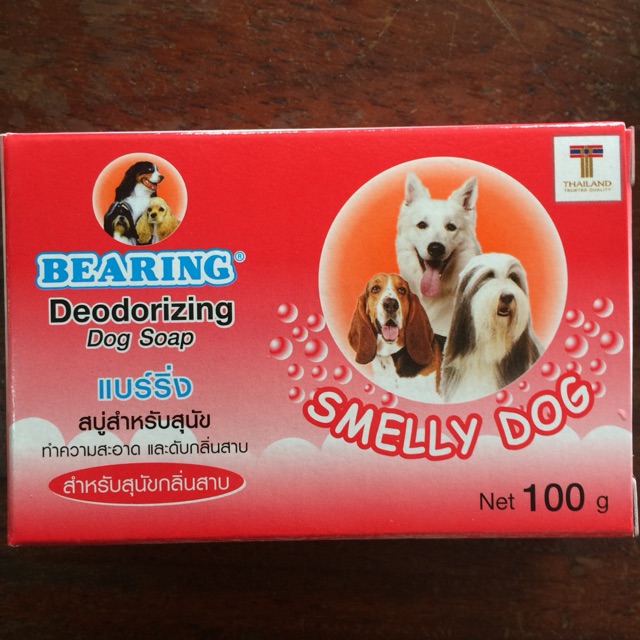 BEARING®
Deodorizing
Dog Soap
แบร์ริ่ง
สบู่สำหรับสุนัข
ทำความสะอาด และดับกลิ่นสาบ
สำหรับสุนัขกลิ่นสาบ
THAILAND
TRUSTED QUALITY
SMELLY DOG
Net 100 g